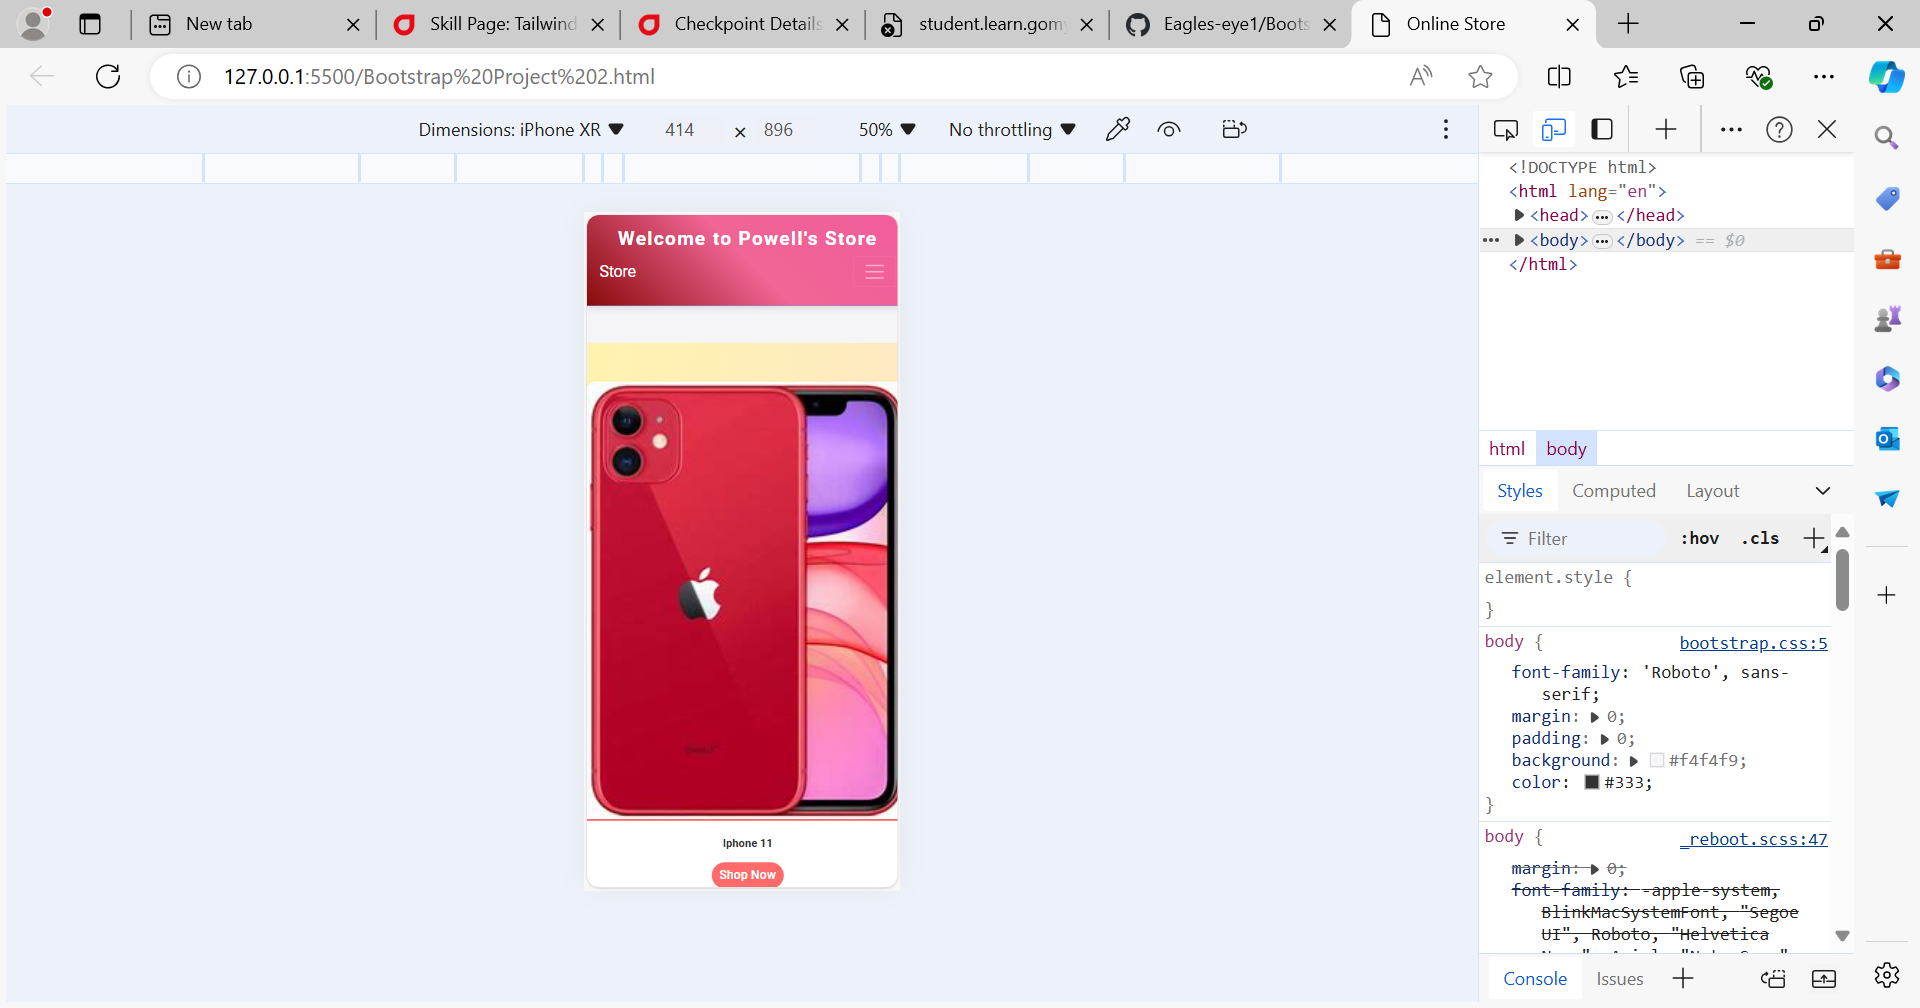 New tab
Skill Page: Tailwind
Checkpoint Details
student.learn.gomy
Eagles-eye1/Boots
Online Store
127.0.0.1:5500/Bootstrap%20Project%202.html
Dimensions: iPhone XR
414 × 896
50%
No throttling
Welcome to Powell's Store
Store
Iphone 11
Shop Now
<!DOCTYPE html>
<html lang="en">
<head> ••• </head>
••• <body> ••• </body> == $0
</html>
html body
Styles Computed Layout
Filter :hov .cls
element.style {
}
body { bootstrap.css:5
font-family: 'Roboto', sans-
serif;
margin: 0;
padding: 0;
background: #f4f4f9;
color: #333;
}
body { _reboot.scss:47
margin: 0;
font-family: -apple-system,
BlinkMacSystemFont, "Segoe
UI", Roboto, "Helvetica
Console Issues